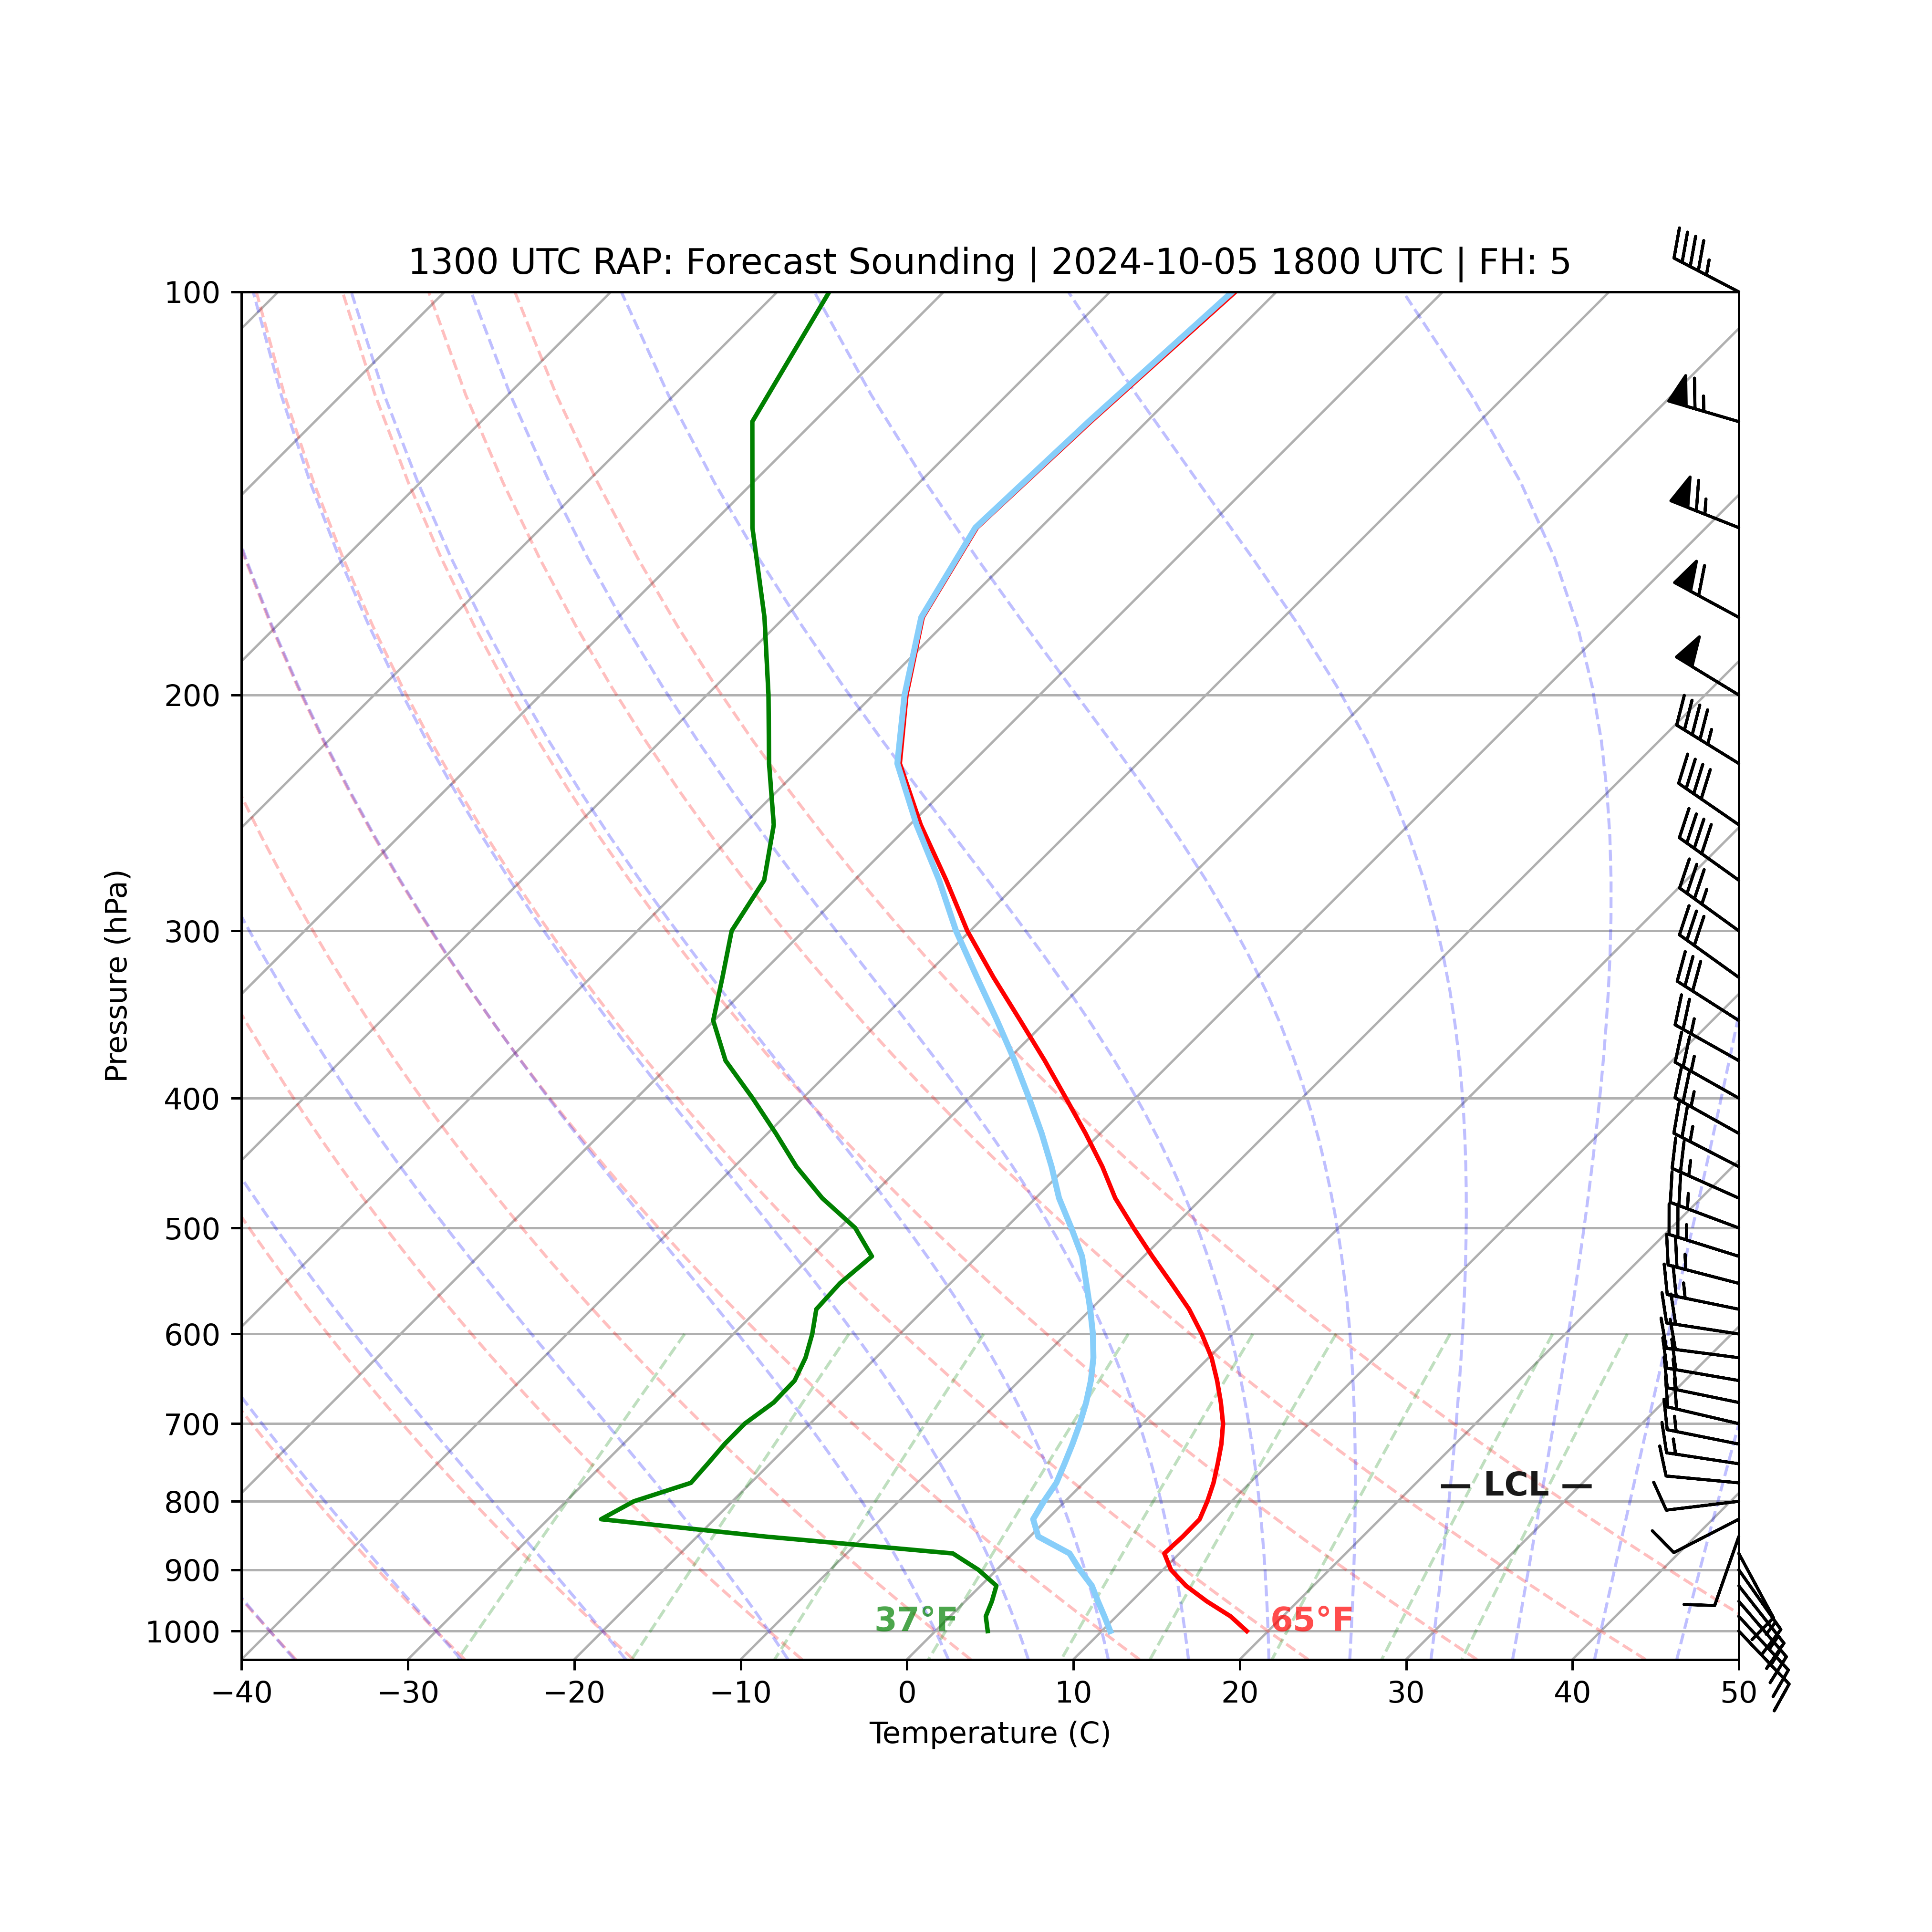 1300 UTC RAP: Forecast Sounding | 2024-10-05 1800 UTC | FH: 5
100
200
300
400
500
600
700
800
900
1000
Pressure (hPa)
— LCL —
37°F
65°F
−40 −30 −20 −10 0 10 20 30 40 50
Temperature (C)